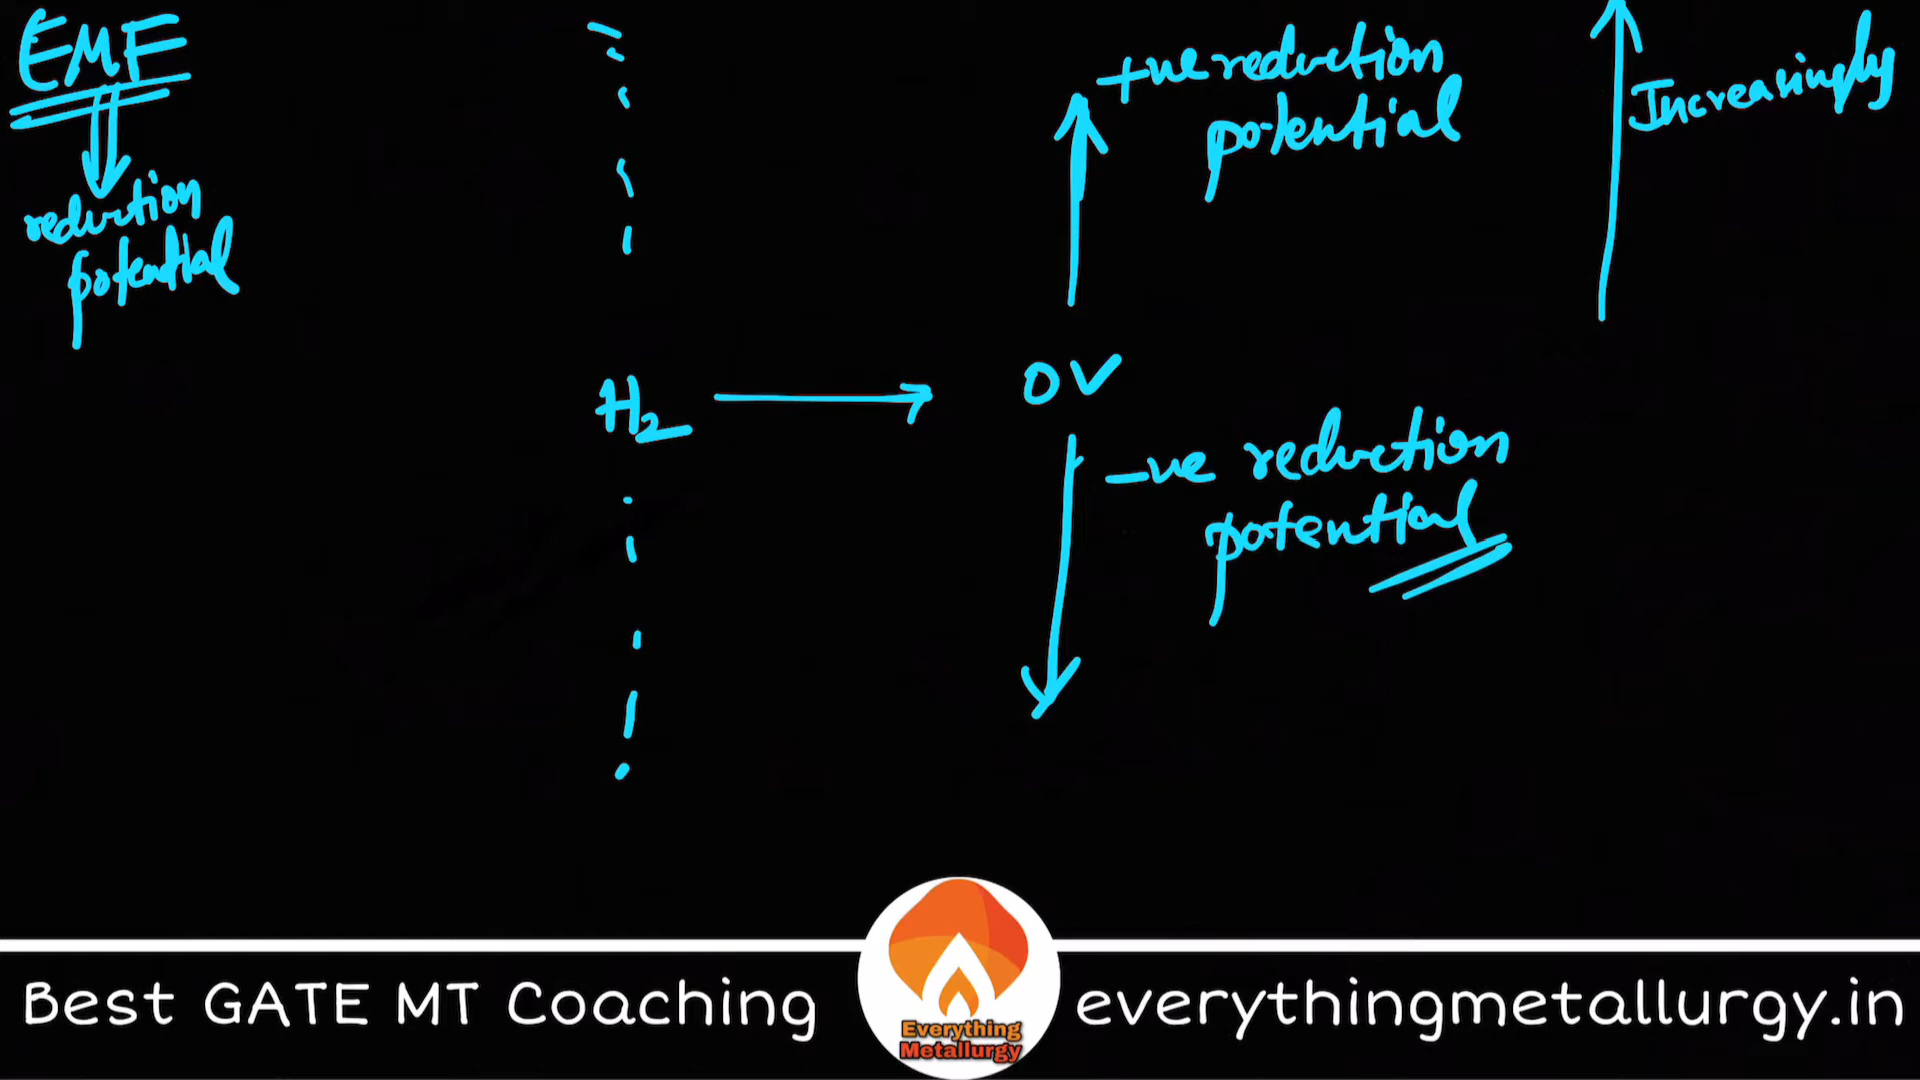 EMF
reduction
potential
+ve reduction
potential
Increasingly
H₂
0V
-ve reduction
potential
Best GATE MT Coaching
Everything
Metallurgy
everythingmetallurgy.in